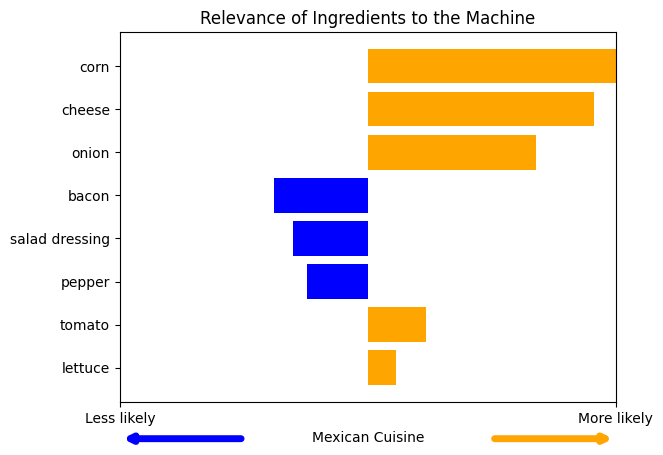 Relevance of Ingredients to the Machine
corn
cheese
onion
bacon
salad dressing
pepper
tomato
lettuce
Less likely
More likely
Mexican Cuisine